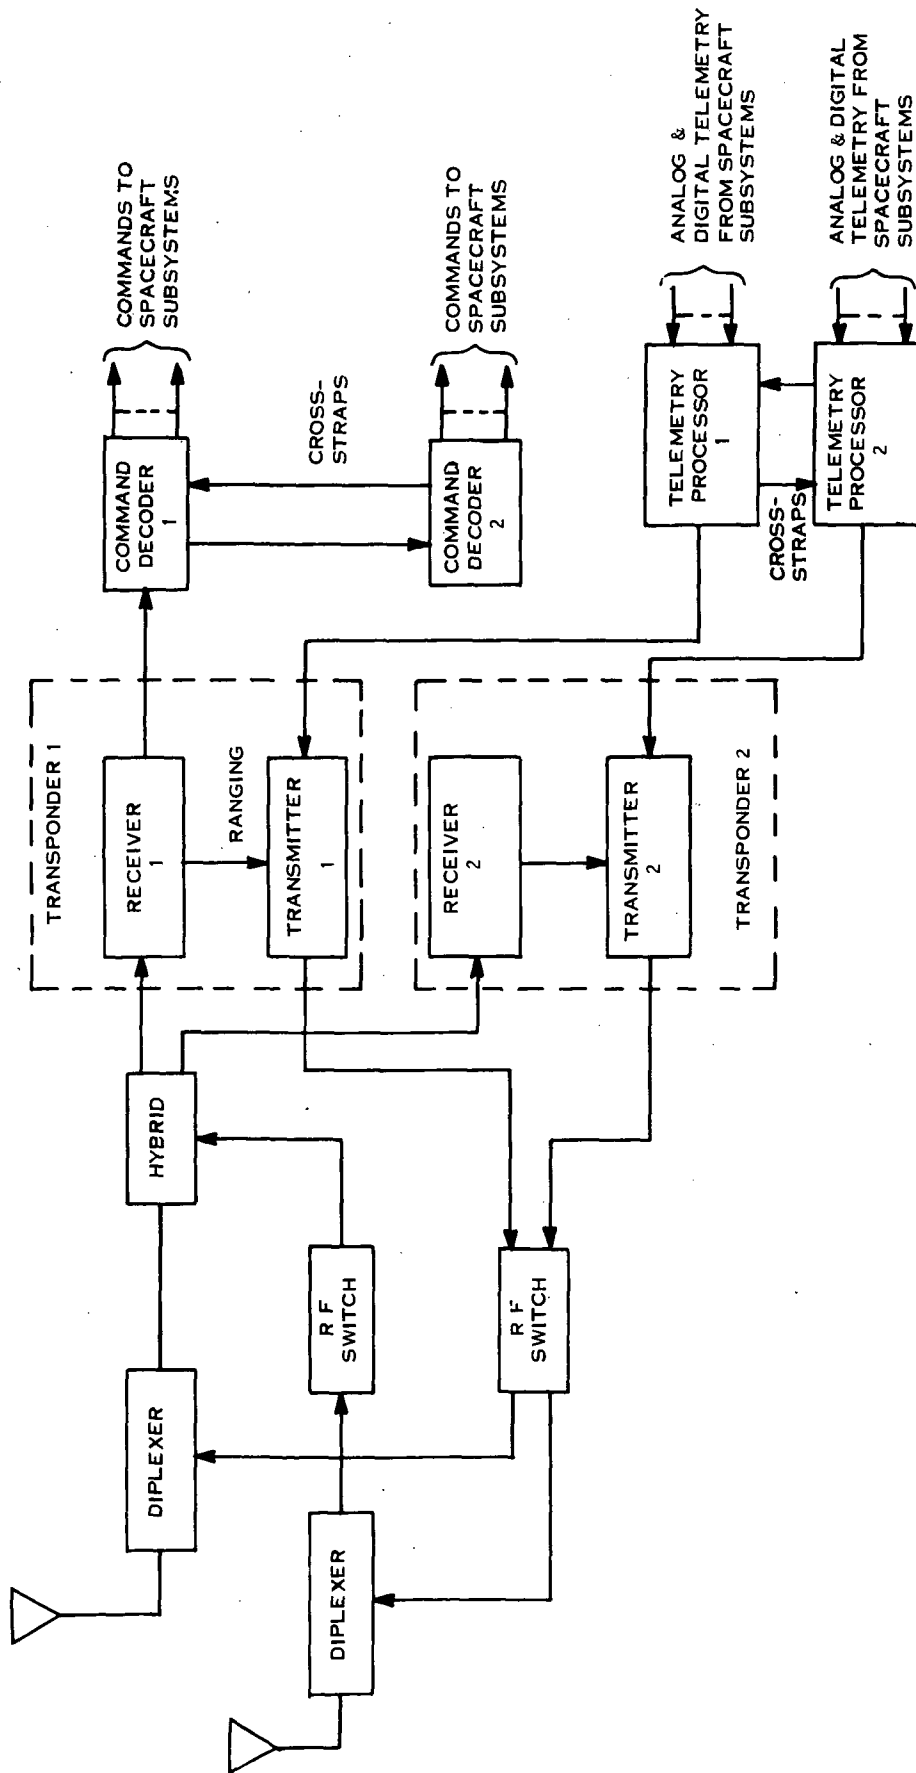 COMMANDS TO
SPACECRAFT
SUBSYSTEMS
COMMAND
DECODER
1
CROSS-
STRAPS
COMMANDS TO
SPACECRAFT
SUBSYSTEMS
COMMAND
DECODER
2
ANALOG &
DIGITAL TELEMETRY
FROM SPACECRAFT
SUBSYSTEMS
TELEMETRY
PROCESSOR
1
CROSS-
STRAPS
ANALOG & DIGITAL
TELEMETRY FROM
SPACECRAFT
SUBSYSTEMS
TELEMETRY
PROCESSOR
2
TRANSPONDER 1
RECEIVER
1
RANGING
TRANSMITTER
1
RECEIVER
2
TRANSMITTER
2
TRANSPONDER 2
HYBRID
RF
SWITCH
RF
SWITCH
DIPLEXER
DIPLEXER